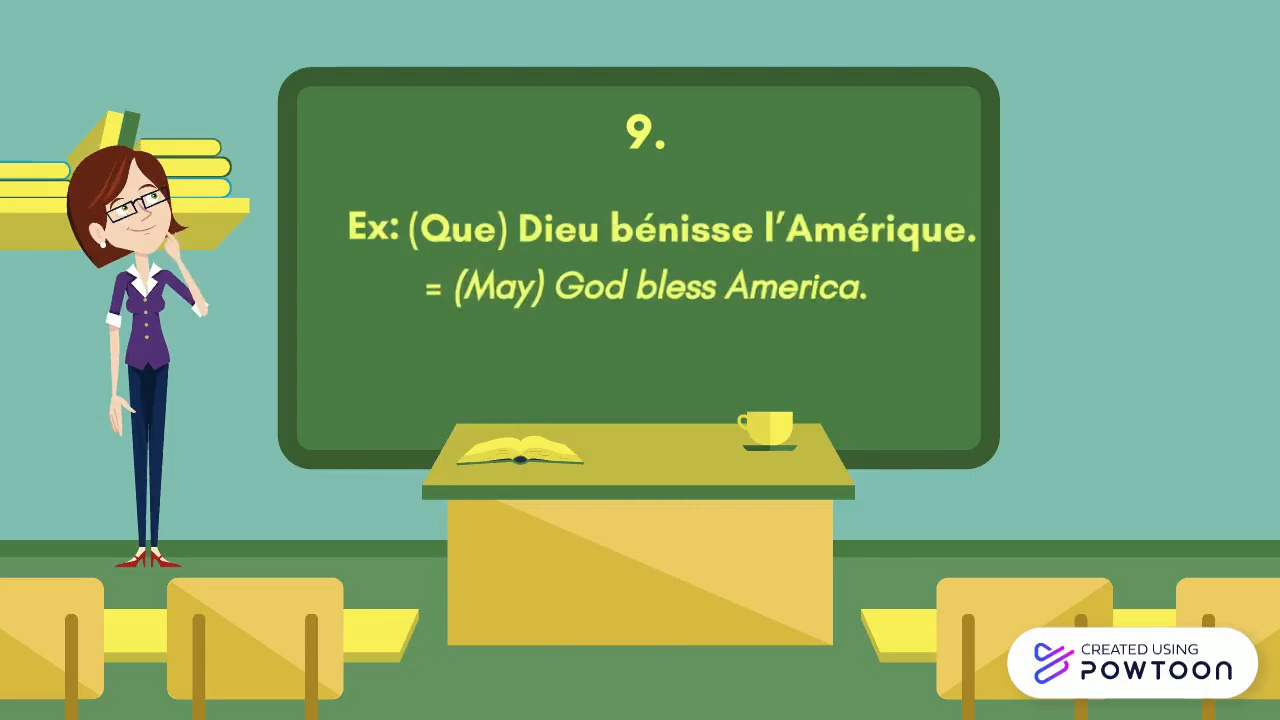 9.
Ex: (Que) Dieu bénisse l’Amérique.
= (May) God bless America.
CREATED USING
POWTOON